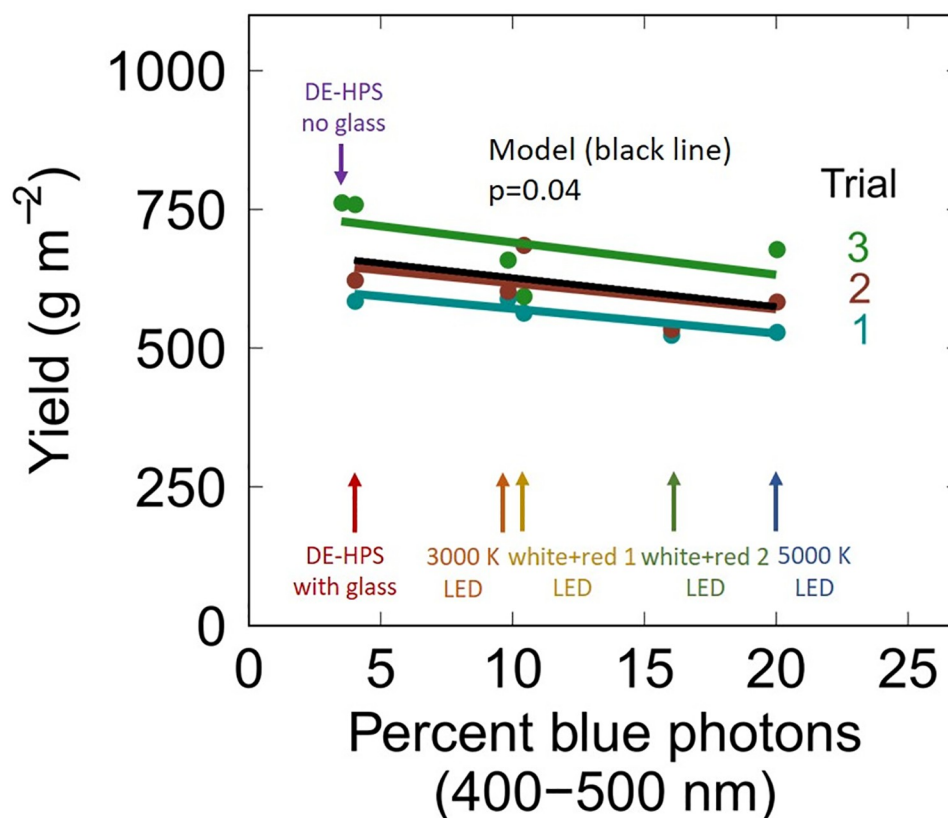 1000
750
500
250
0
Yield (g m⁻²)
DE-HPS
no glass
Model (black line)
p=0.04
Trial
3
2
1
DE-HPS
with glass
3000 K
LED
white+red 1
LED
white+red 2
LED
5000 K
LED
0 5 10 15 20 25
Percent blue photons
(400−500 nm)